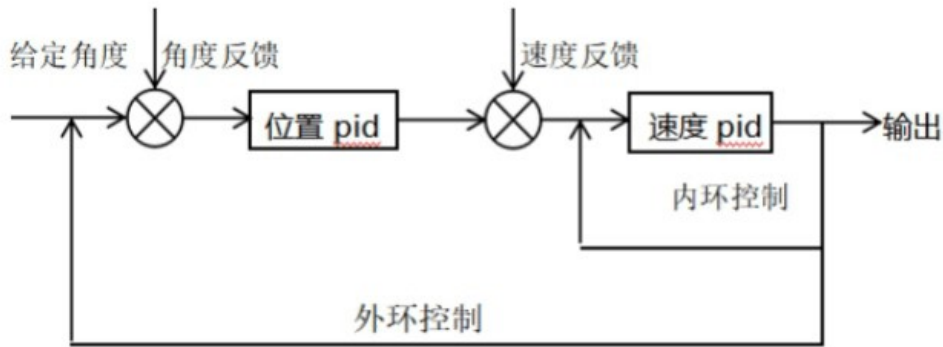 给定角度
角度反馈
速度反馈
位置 pid
速度 pid
输出
内环控制
外环控制